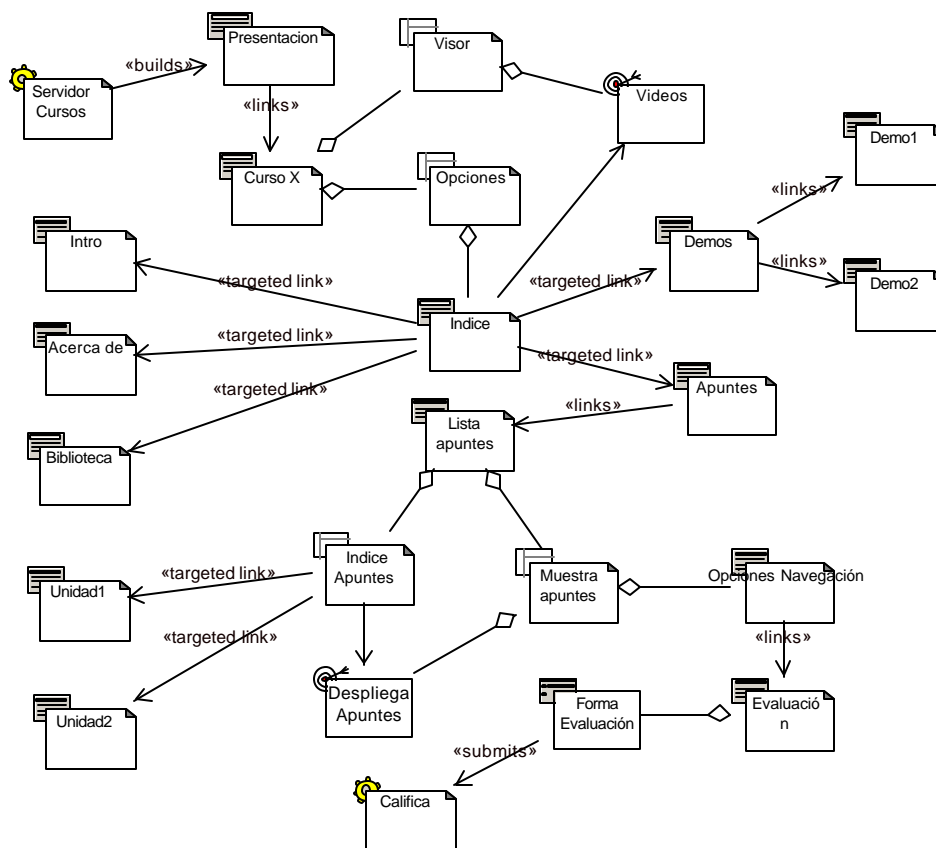 Presentacion
Visor
«builds»
Servidor
Cursos
Videos
«links»
Demo1
Curso X
Opciones
«links»
Intro
Demos
«links»
«targeted link»
«targeted link»
Demo2
Indice
Acerca de
«targeted link»
«targeted link»
«targeted link»
Apuntes
«links»
Lista
apuntes
Biblioteca
Indice
Apuntes
«targeted link»
Muestra
apuntes
Opciones Navegación
Unidad1
«targeted link»
«links»
Despliega
Apuntes
Forma
Evaluación
Evaluació
n
Unidad2
«submits»
Califica